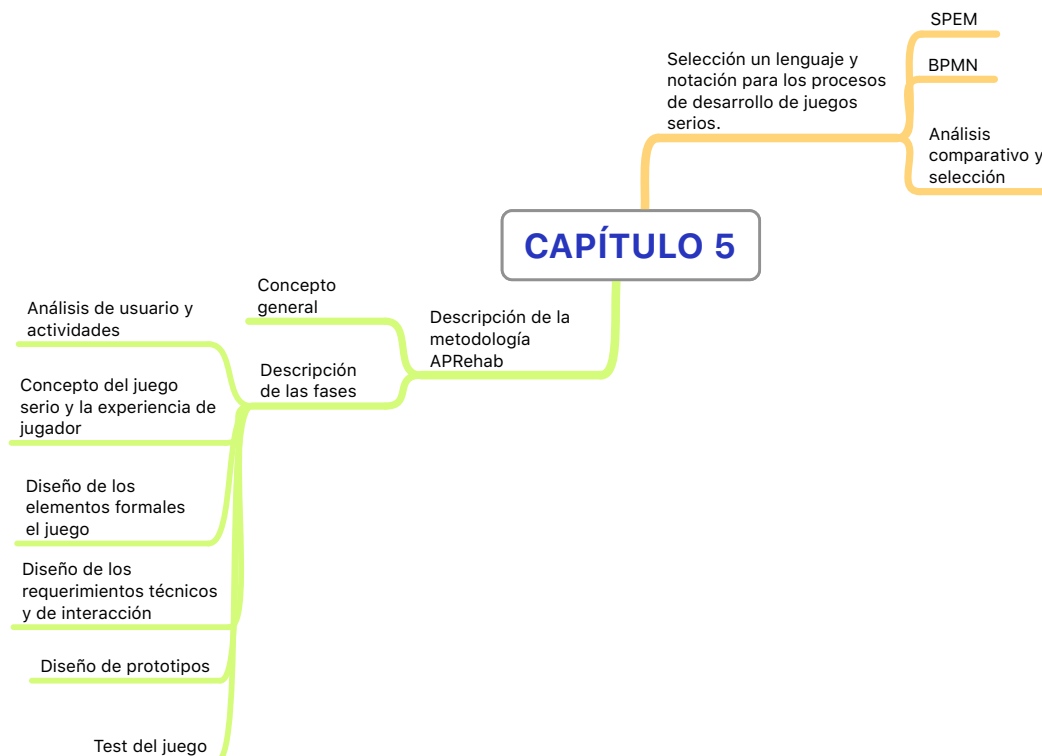 SPEM
BPMN
Selección un lenguaje y
notación para los procesos
de desarrollo de juegos
serios.
Análisis
comparativo y
selección
CAPÍTULO 5
Concepto
general
Descripción de la
metodología
APRehab
Descripción
de las fases
Análisis de usuario y
actividades
Concepto del juego
serio y la experiencia de
jugador
Diseño de los
elementos formales
el juego
Diseño de los
requerimientos técnicos
y de interacción
Diseño de prototipos
Test del juego